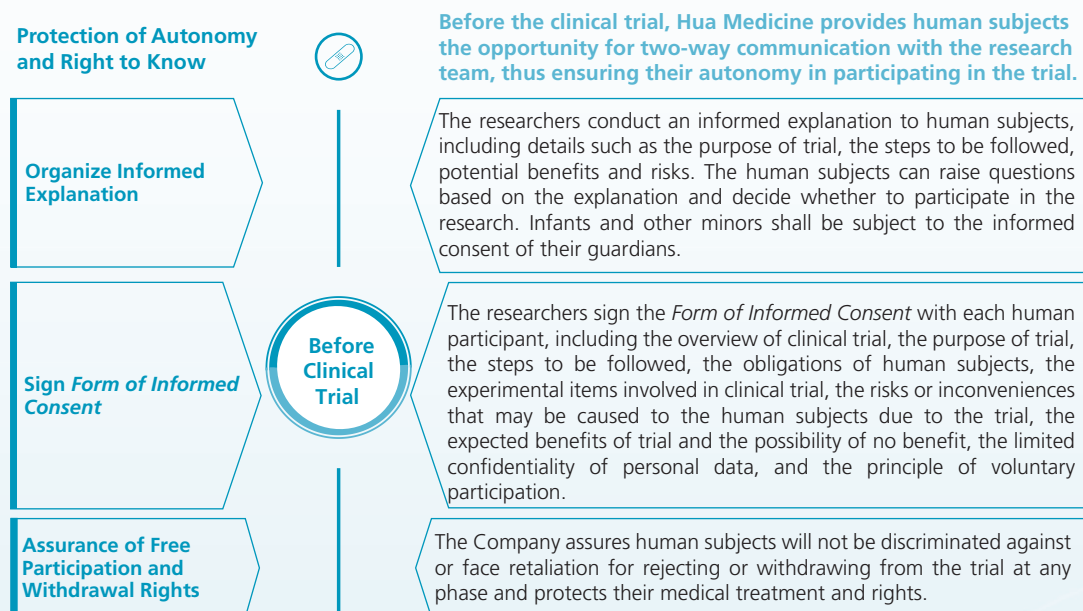 Protection of Autonomy
and Right to Know
Before the clinical trial, Hua Medicine provides human subjects
the opportunity for two-way communication with the research
team, thus ensuring their autonomy in participating in the trial.
Organize Informed
Explanation
The researchers conduct an informed explanation to human subjects,
including details such as the purpose of trial, the steps to be followed,
potential benefits and risks. The human subjects can raise questions
based on the explanation and decide whether to participate in the
research. Infants and other minors shall be subject to the informed
consent of their guardians.
Before
Clinical
Trial
Sign Form of Informed
Consent
The researchers sign the Form of Informed Consent with each human
participant, including the overview of clinical trial, the purpose of trial,
the steps to be followed, the obligations of human subjects, the
experimental items involved in clinical trial, the risks or inconveniences
that may be caused to the human subjects due to the trial, the
expected benefits of trial and the possibility of no benefit, the limited
confidentiality of personal data, and the principle of voluntary
participation.
Assurance of Free
Participation and
Withdrawal Rights
The Company assures human subjects will not be discriminated against
or face retaliation for rejecting or withdrawing from the trial at any
phase and protects their medical treatment and rights.